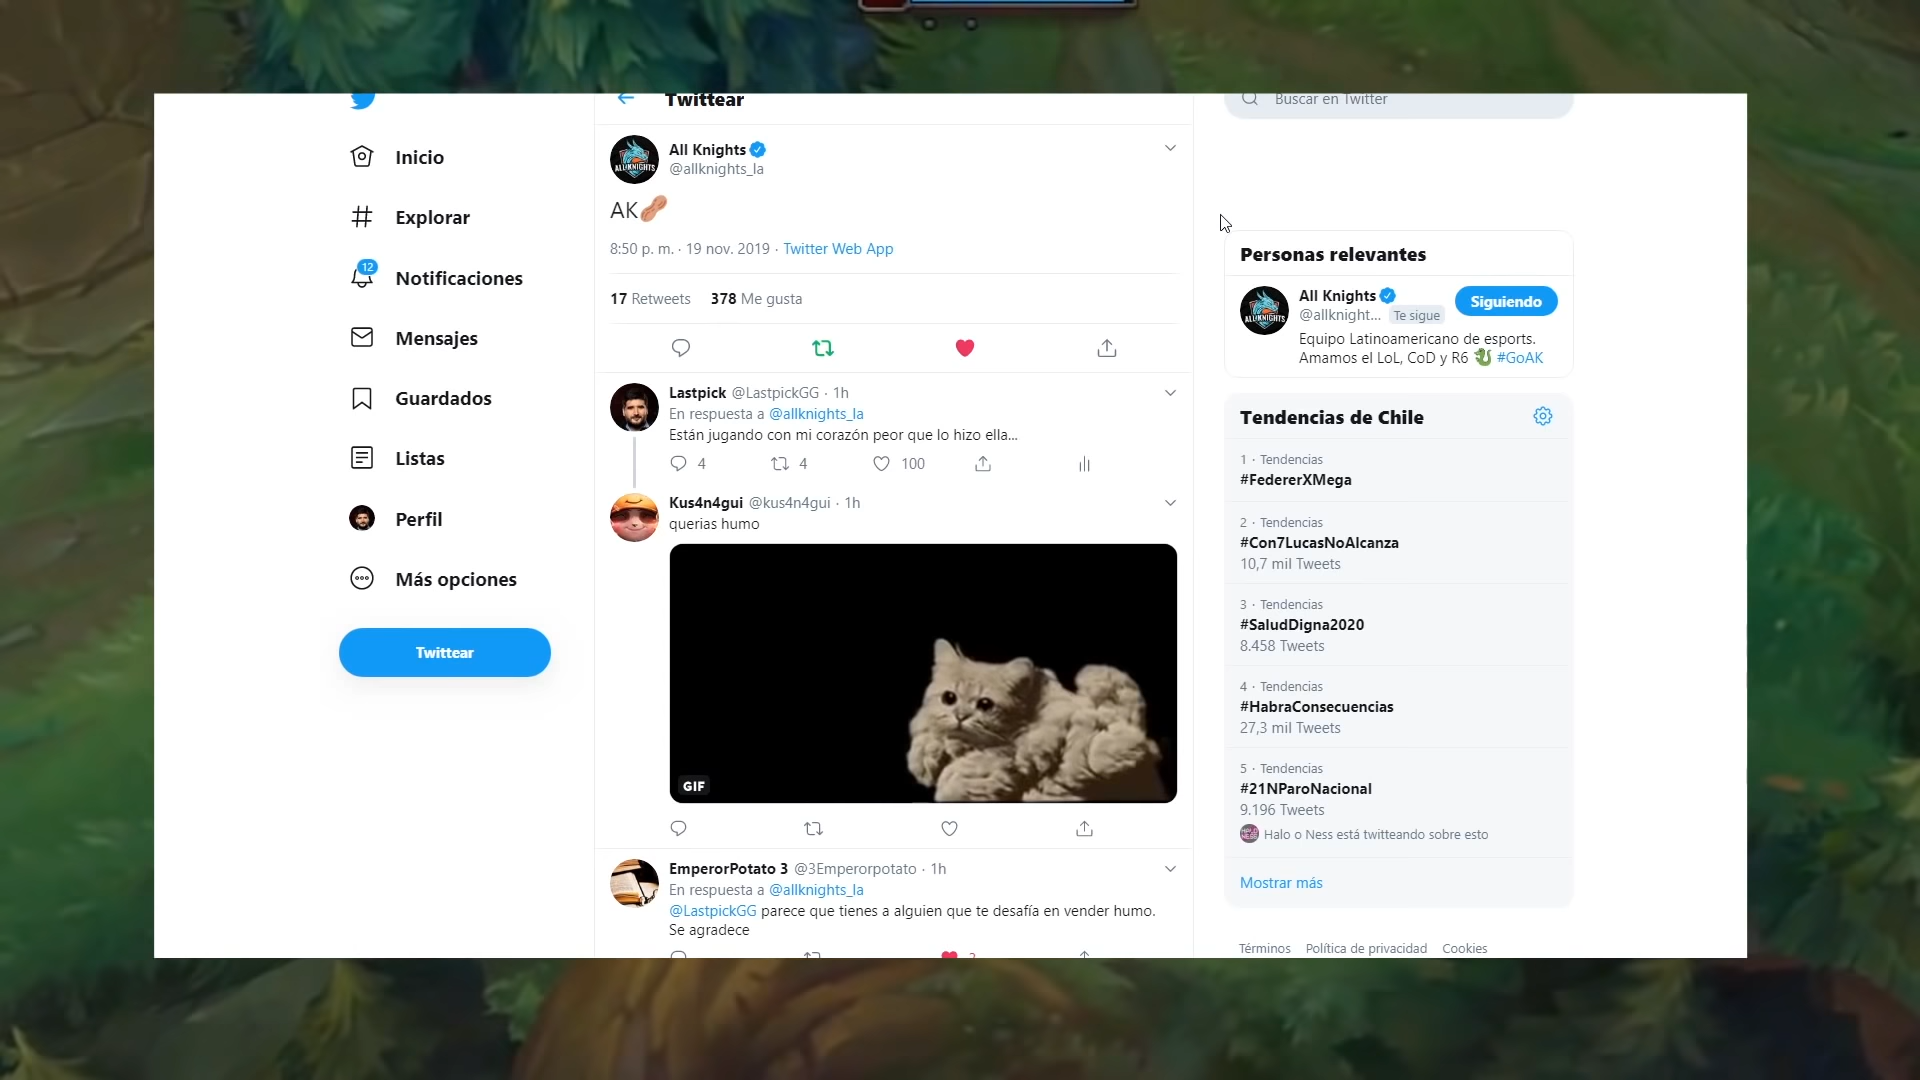 Twittear
Buscar en Twitter
Inicio
Explorar
12
Notificaciones
Mensajes
Guardados
Listas
Perfil
Más opciones
Twittear
ALL KNIGHTS
All Knights
@allknights_la
AK🥜
8:50 p. m. · 19 nov. 2019 · Twitter Web App
17 Retweets 378 Me gusta
Lastpick @LastpickGG · 1h
En respuesta a @allknights_la
Están jugando con mi corazón peor que lo hizo ella...
4 4 100
Kus4n4gui @kus4n4gui · 1h
querias humo
GIF
EmperorPotato 3 @3Emperorpotato · 1h
En respuesta a @allknights_la
@LastpickGG parece que tienes a alguien que te desafía en vender humo.
Se agradece
2
Personas relevantes
ALL KNIGHTS
All Knights
@allknight... Te sigue
Siguiendo
Equipo Latinoamericano de esports.
Amamos el LoL, CoD y R6 🐉 #GoAK
Tendencias de Chile
1 · Tendencias
#FedererXMega
2 · Tendencias
#Con7LucasNoAlcanza
10,7 mil Tweets
3 · Tendencias
#SaludDigna2020
8.458 Tweets
4 · Tendencias
#HabraConsecuencias
27,3 mil Tweets
5 · Tendencias
#21NParoNacional
9.196 Tweets
Halo o Ness está twitteando sobre esto
Mostrar más
Términos Política de privacidad Cookies